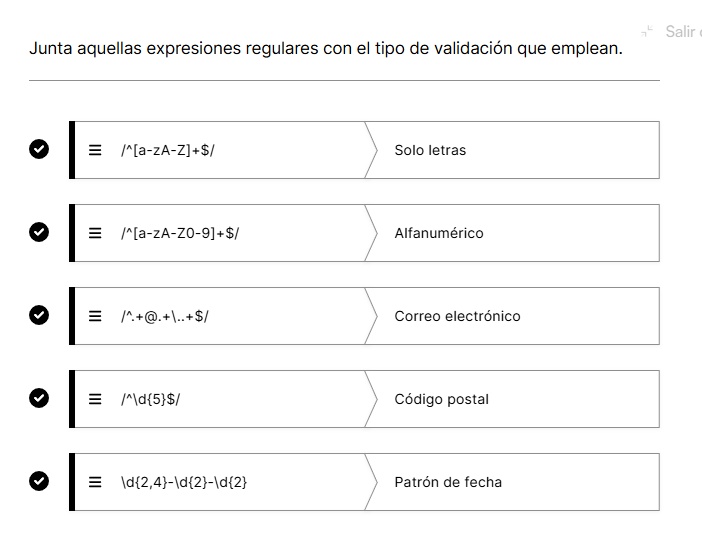 Salir
Junta aquellas expresiones regulares con el tipo de validación que emplean.
/^[a-zA-Z]+$/ Solo letras
/^[a-zA-Z0-9]+$/ Alfanumérico
/^.+@.+\..+$/ Correo electrónico
/^\d{5}$/ Código postal
\d{2,4}-\d{2}-\d{2} Patrón de fecha